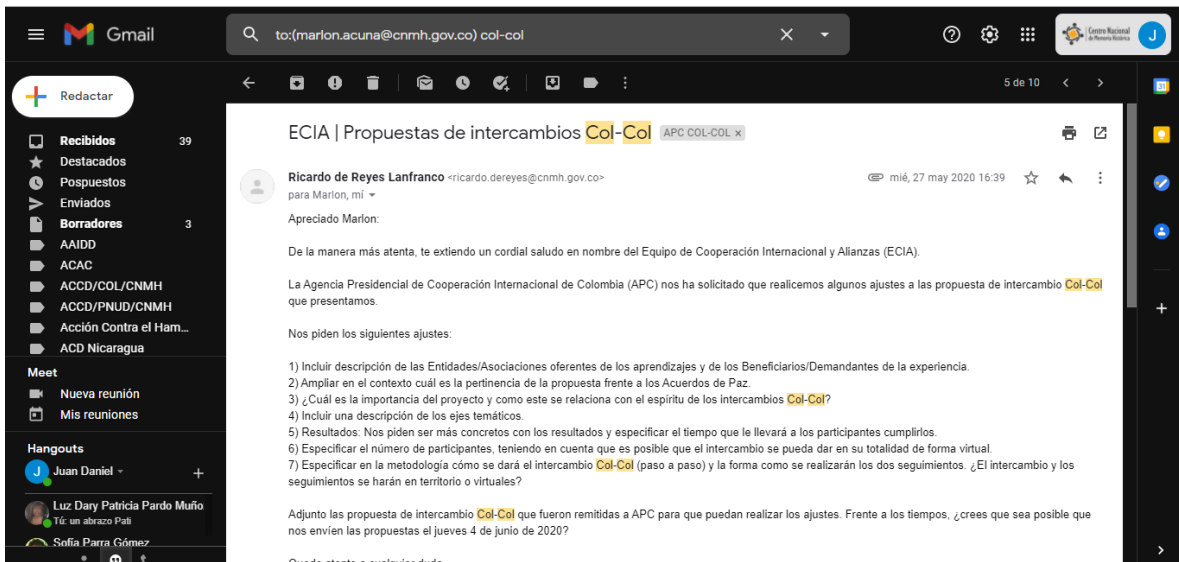 Gmail
to:(marlon.acuna@cnmh.gov.co) col-col
Centro Nacional
de Memoria Histórica
J
Redactar
5 de 10
Recibidos 39
Destacados
Pospuestos
Enviados
Borradores 3
AAIDD
ACAC
ACCD/COL/CNMH
ACCD/PNUD/CNMH
Acción Contra el Ham...
ACD Nicaragua
Meet
Nueva reunión
Mis reuniones
Hangouts
J Juan Daniel
Luz Dary Patricia Pardo Muño
Tú: un abrazo Pati
Sofía Parra Gómez
ECIA | Propuestas de intercambios Col-Col APC COL-COL x
Ricardo de Reyes Lanfranco <ricardo.dereyes@cnmh.gov.co> mié, 27 may 2020 16:39
para Marlon, mí
Apreciado Marlon:
De la manera más atenta, te extiendo un cordial saludo en nombre del Equipo de Cooperación Internacional y Alianzas (ECIA).
La Agencia Presidencial de Cooperación Internacional de Colombia (APC) nos ha solicitado que realicemos algunos ajustes a las propuesta de intercambio Col-Col
que presentamos.
Nos piden los siguientes ajustes:
1) Incluir descripción de las Entidades/Asociaciones oferentes de los aprendizajes y de los Beneficiarios/Demandantes de la experiencia.
2) Ampliar en el contexto cuál es la pertinencia de la propuesta frente a los Acuerdos de Paz.
3) ¿Cuál es la importancia del proyecto y como este se relaciona con el espíritu de los intercambios Col-Col?
4) Incluir una descripción de los ejes temáticos.
5) Resultados: Nos piden ser más concretos con los resultados y especificar el tiempo que le llevará a los participantes cumplirlos.
6) Especificar el número de participantes, teniendo en cuenta que es posible que el intercambio se pueda dar en su totalidad de forma virtual.
7) Especificar en la metodología cómo se dará el intercambio Col-Col (paso a paso) y la forma como se realizarán los dos seguimientos. ¿El intercambio y los
seguimientos se harán en territorio o virtuales?
Adjunto las propuesta de intercambio Col-Col que fueron remitidas a APC para que puedan realizar los ajustes. Frente a los tiempos, ¿crees que sea posible que
nos envíen las propuestas el jueves 4 de junio de 2020?
31